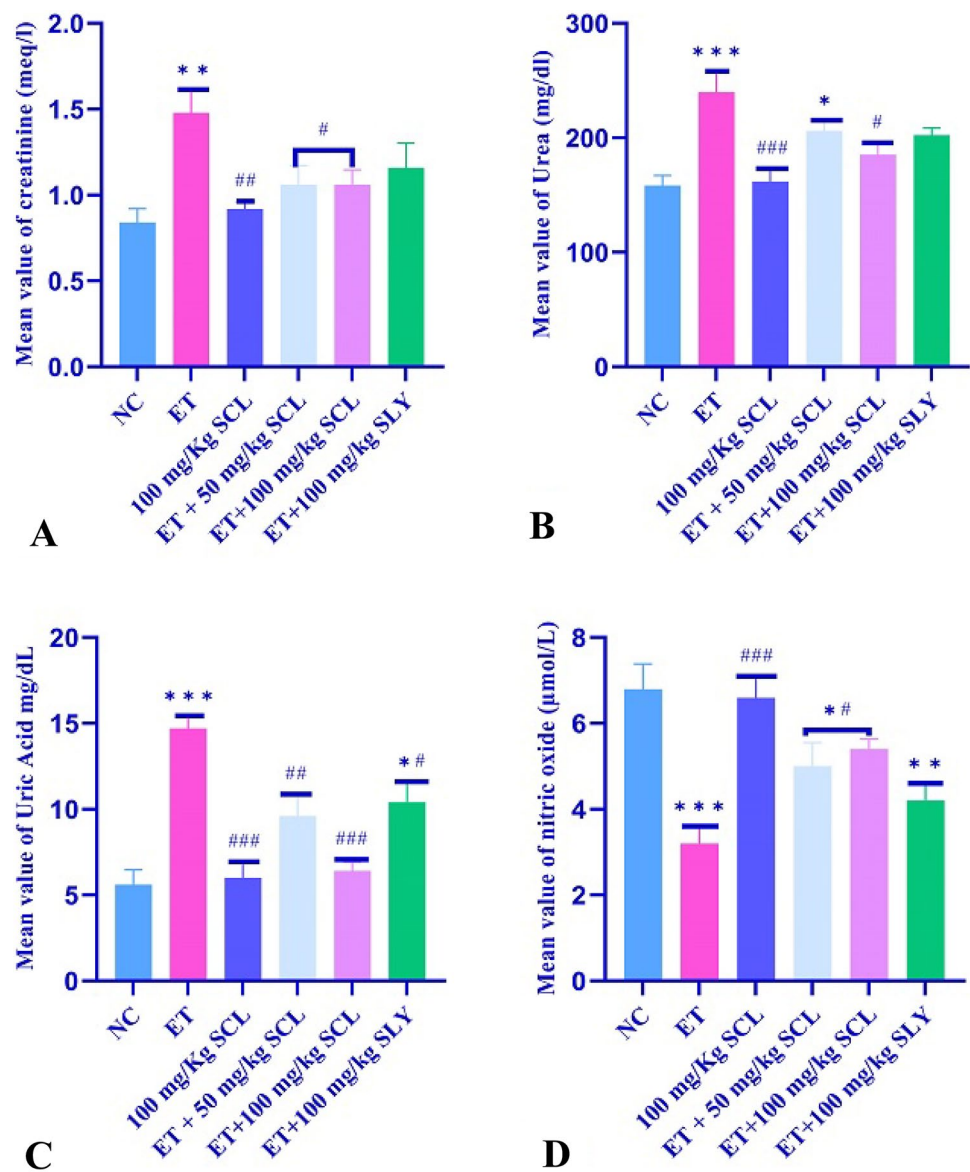 Mean value of creatinine (meq/l)
2.0
1.5
1.0
0.5
0.0
* *
##
#
NC
ET
100 mg/Kg SCL
ET + 50 mg/kg SCL
ET+100 mg/kg SCL
ET+100 mg/kg SLY
A
Mean value of Urea (mg/dl)
300
200
100
0
* * *
###
*
#
NC
ET
100 mg/Kg SCL
ET + 50 mg/kg SCL
ET+100 mg/kg SCL
ET+100 mg/kg SLY
B
Mean value of Uric Acid mg/dL
20
15
10
5
0
* * *
###
##
###
* #
NC
ET
100 mg/Kg SCL
ET + 50 mg/kg SCL
ET+100 mg/kg SCL
ET+100 mg/kg SLY
C
Mean value of nitric oxide (µmol/L)
8
6
4
2
0
* * *
###
* #
* *
NC
ET
100 mg/Kg SCL
ET + 50 mg/kg SCL
ET+100 mg/kg SCL
ET+100 mg/kg SLY
D